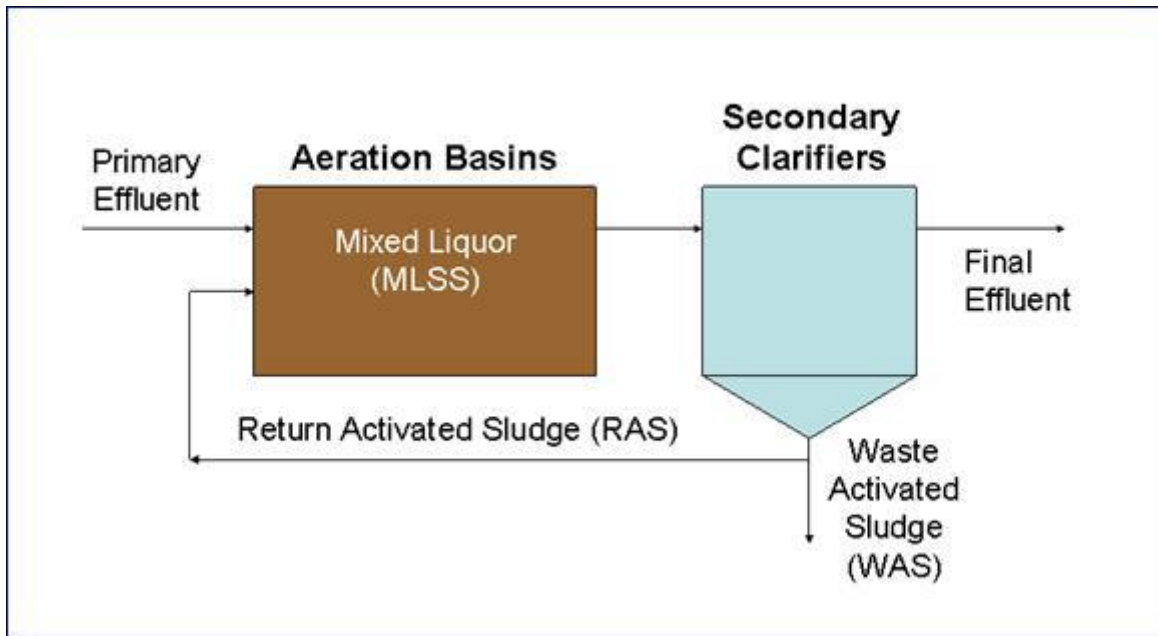 Primary
Effluent
Aeration Basins
Mixed Liquor
(MLSS)
Secondary
Clarifiers
Final
Effluent
Return Activated Sludge (RAS)
Waste
Activated
Sludge
(WAS)